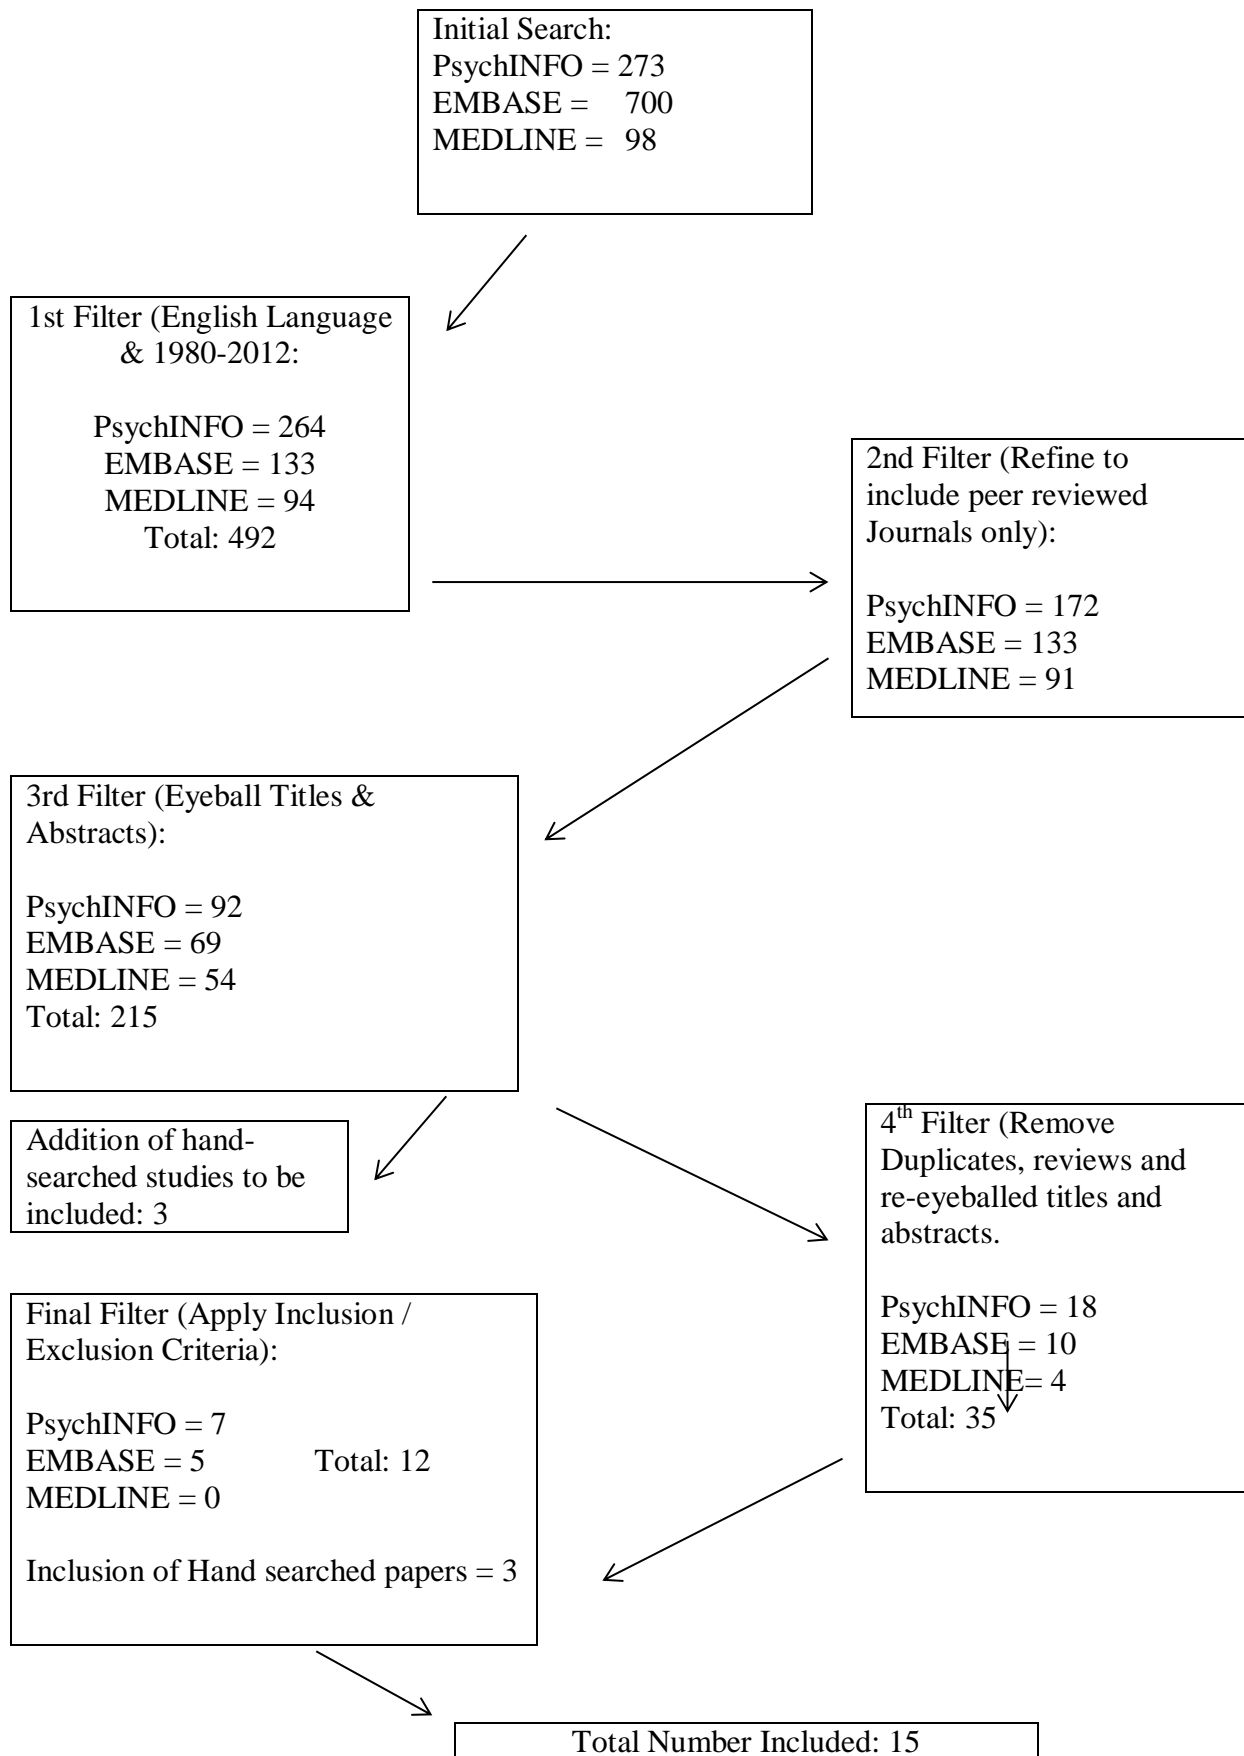 Initial Search:
PsychINFO = 273
EMBASE = 700
MEDLINE = 98
1st Filter (English Language
& 1980-2012:
PsychINFO = 264
EMBASE = 133
MEDLINE = 94
Total: 492
2nd Filter (Refine to
include peer reviewed
Journals only):
PsychINFO = 172
EMBASE = 133
MEDLINE = 91
3rd Filter (Eyeball Titles &
Abstracts):
PsychINFO = 92
EMBASE = 69
MEDLINE = 54
Total: 215
Addition of hand-
searched studies to be
included: 3
4th Filter (Remove
Duplicates, reviews and
re-eyeballed titles and
abstracts.
PsychINFO = 18
EMBASE = 10
MEDLINE= 4
Total: 35
Final Filter (Apply Inclusion /
Exclusion Criteria):
PsychINFO = 7
EMBASE = 5 Total: 12
MEDLINE = 0
Inclusion of Hand searched papers = 3
Total Number Included: 15